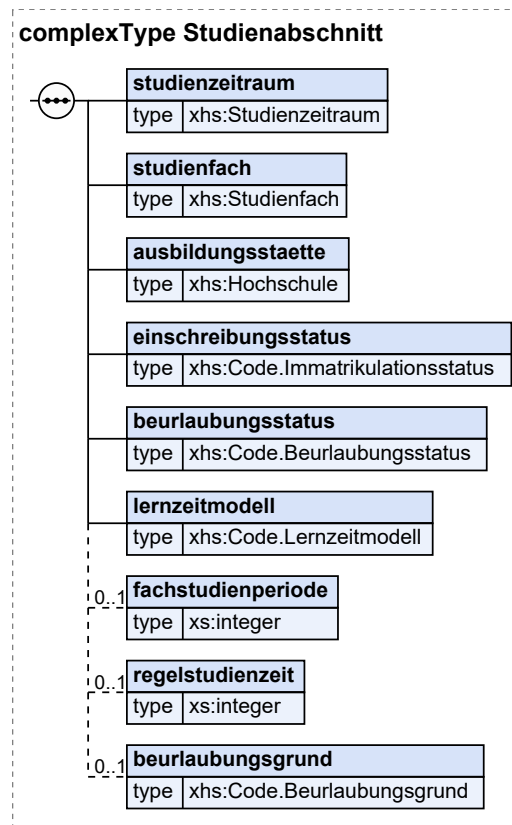 complexType Studienabschnitt
studienzeitraum
type xhs:Studienzeitraum
studienfach
type xhs:Studienfach
ausbildungsstaette
type xhs:Hochschule
einschreibungsstatus
type xhs:Code.Immatrikulationsstatus
beurlaubungsstatus
type xhs:Code.Beurlaubungsstatus
lernzeitmodell
type xhs:Code.Lernzeitmodell
0..1 fachstudienperiode
type xs:integer
0..1 regelstudienzeit
type xs:integer
0..1 beurlaubungsgrund
type xhs:Code.Beurlaubungsgrund